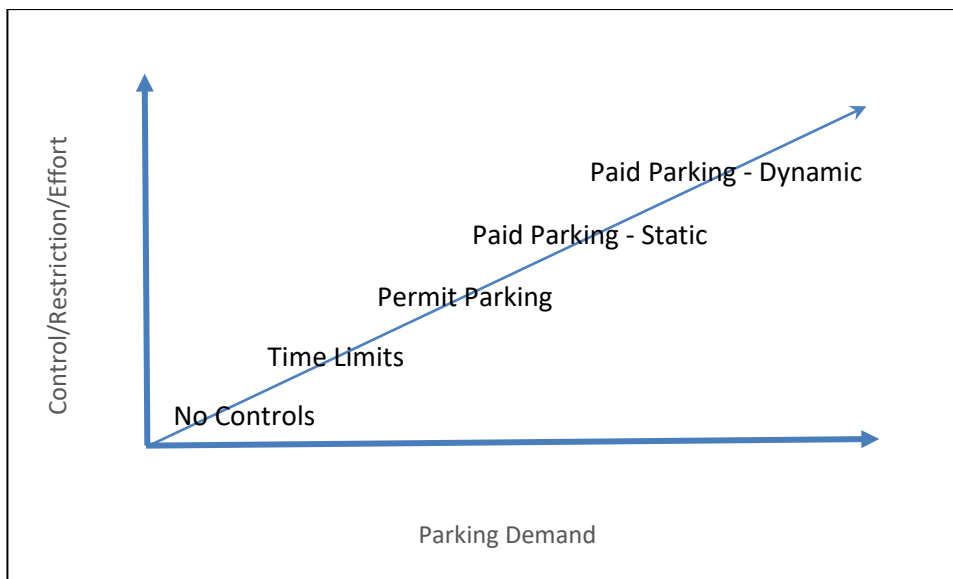 Control/Restriction/Effort
Paid Parking - Dynamic
Paid Parking - Static
Permit Parking
Time Limits
No Controls
Parking Demand